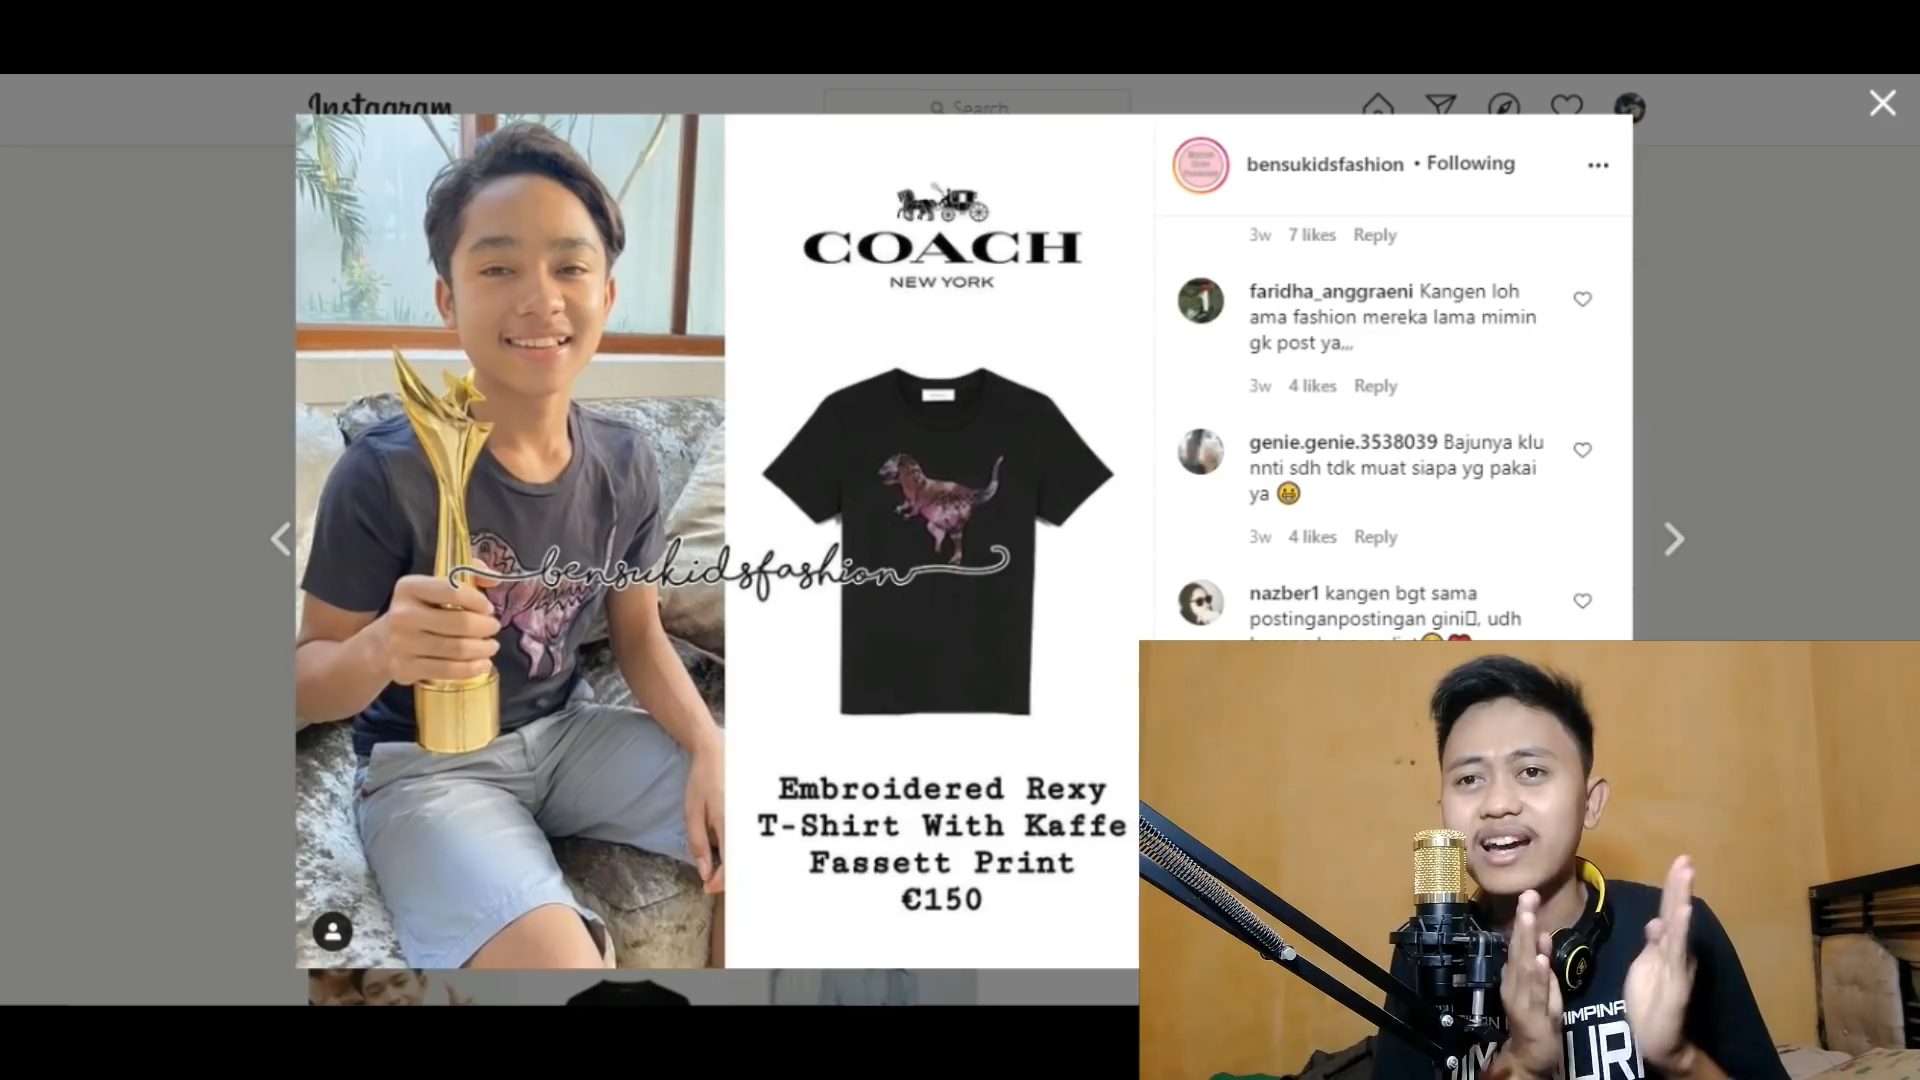 Instagram
Search
COACH
NEW YORK
bensukidsfashion
Embroidered Rexy
T-Shirt With Kaffe
Fassett Print
€150
bensukidsfashion • Following
3w 7 likes Reply
faridha_anggraeni Kangen loh
ama fashion mereka lama mimin
gk post ya,,,
3w 4 likes Reply
genie.genie.3538039 Bajunya klu
nnti sdh tdk muat siapa yg pakai
ya 😀
3w 4 likes Reply
nazber1 kangen bgt sama
postinganpostingan gini▯, udh